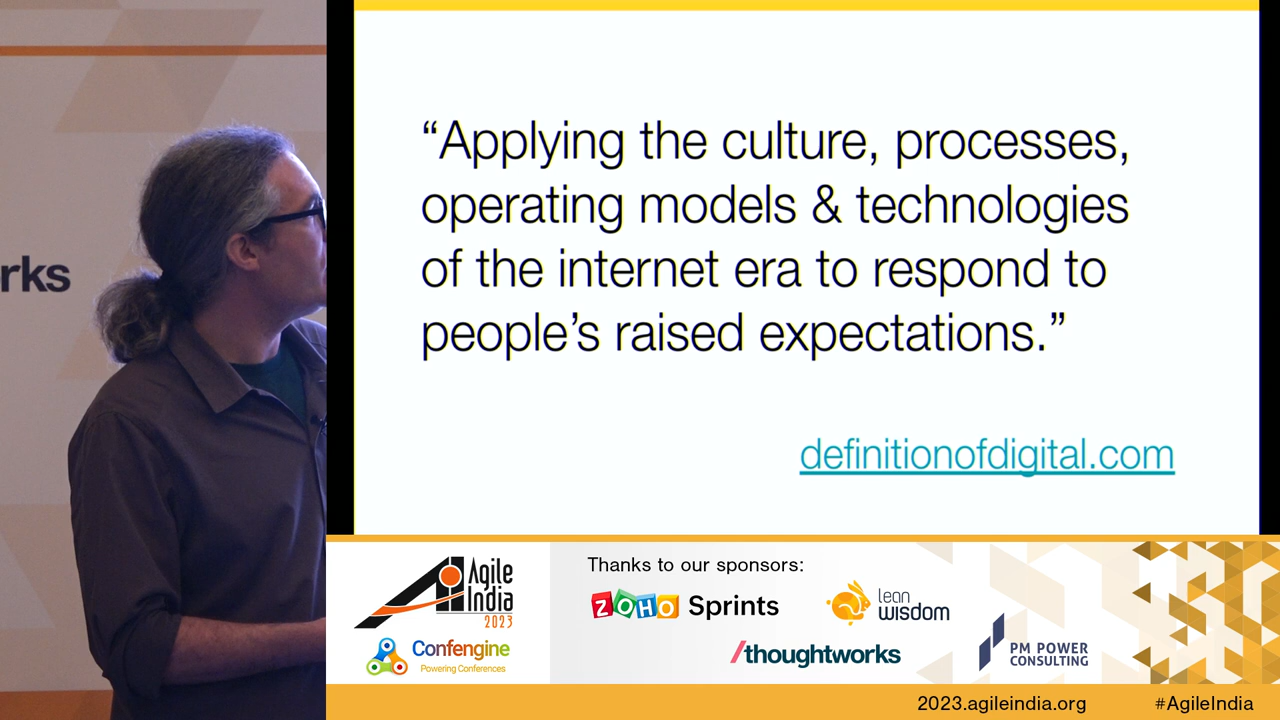 rks
“Applying the culture, processes,
operating models & technologies
of the internet era to respond to
people’s raised expectations.”
definitionofdigital.com
Agile
India
2023
Confengine
Powering Conferences
Thanks to our sponsors:
ZOHO Sprints
lean
wisdom
/thoughtworks
PM POWER
CONSULTING
2023.agileindia.org
#AgileIndia